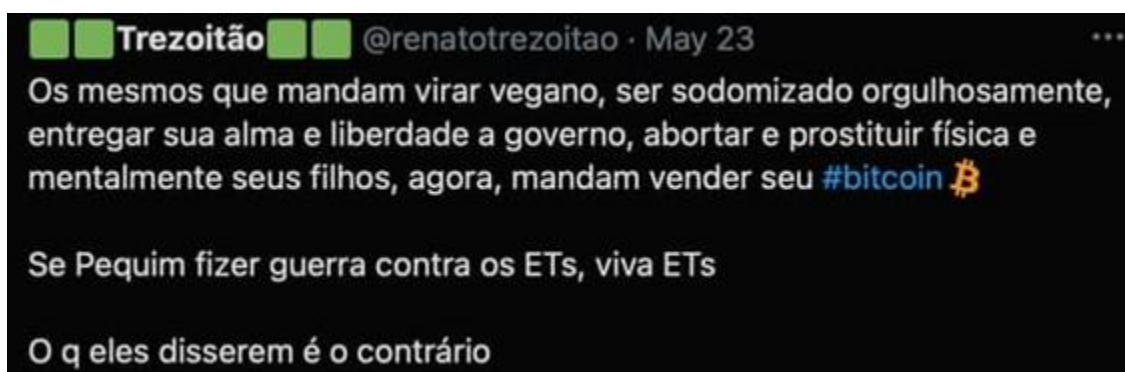 🟩🟩Trezoitão🟩🟩 @renatotrezoitao · May 23
Os mesmos que mandam virar vegano, ser sodomizado orgulhosamente,
entregar sua alma e liberdade a governo, abortar e prostituir física e
mentalmente seus filhos, agora, mandam vender seu #bitcoin
Se Pequim fizer guerra contra os ETs, viva ETs
O q eles disserem é o contrário